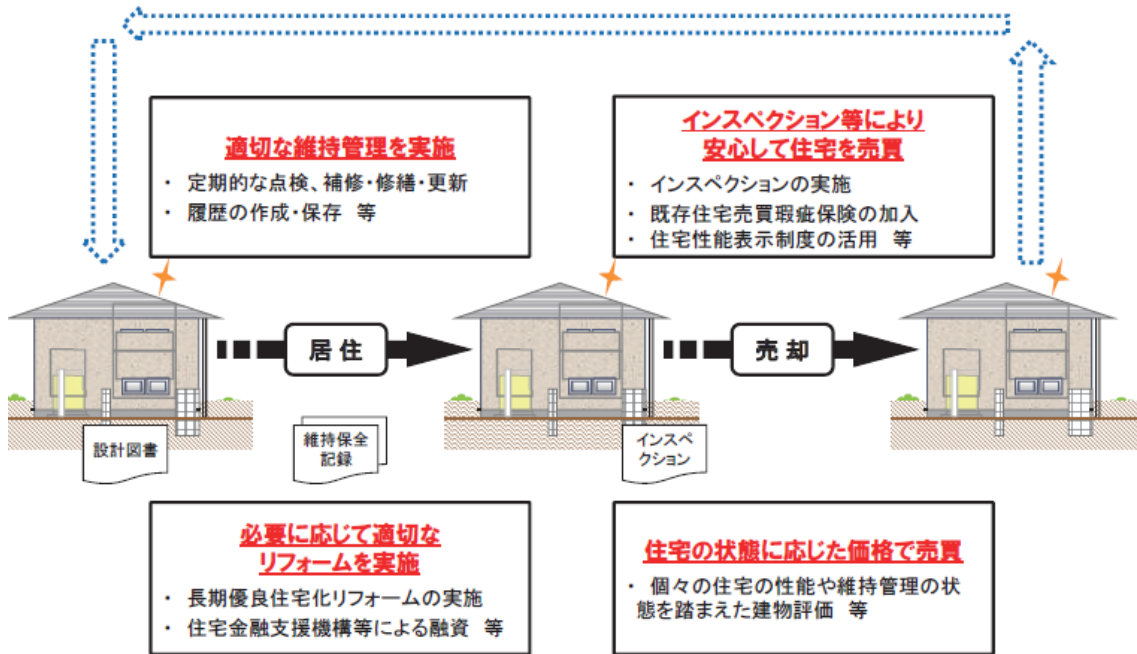 適切な維持管理を実施
・ 定期的な点検、補修・修繕・更新
・ 履歴の作成・保存 等
インスペクション等により
安心して住宅を売買
・ インスペクションの実施
・ 既存住宅売買瑕疵保険の加入
・ 住宅性能表示制度の活用 等
居 住
売 却
設計図書
維持保全
記録
インスペ
クション
必要に応じて適切な
リフォームを実施
・ 長期優良住宅化リフォームの実施
・ 住宅金融支援機構等による融資 等
住宅の状態に応じた価格で売買
・ 個々の住宅の性能や維持管理の状
態を踏まえた建物評価 等